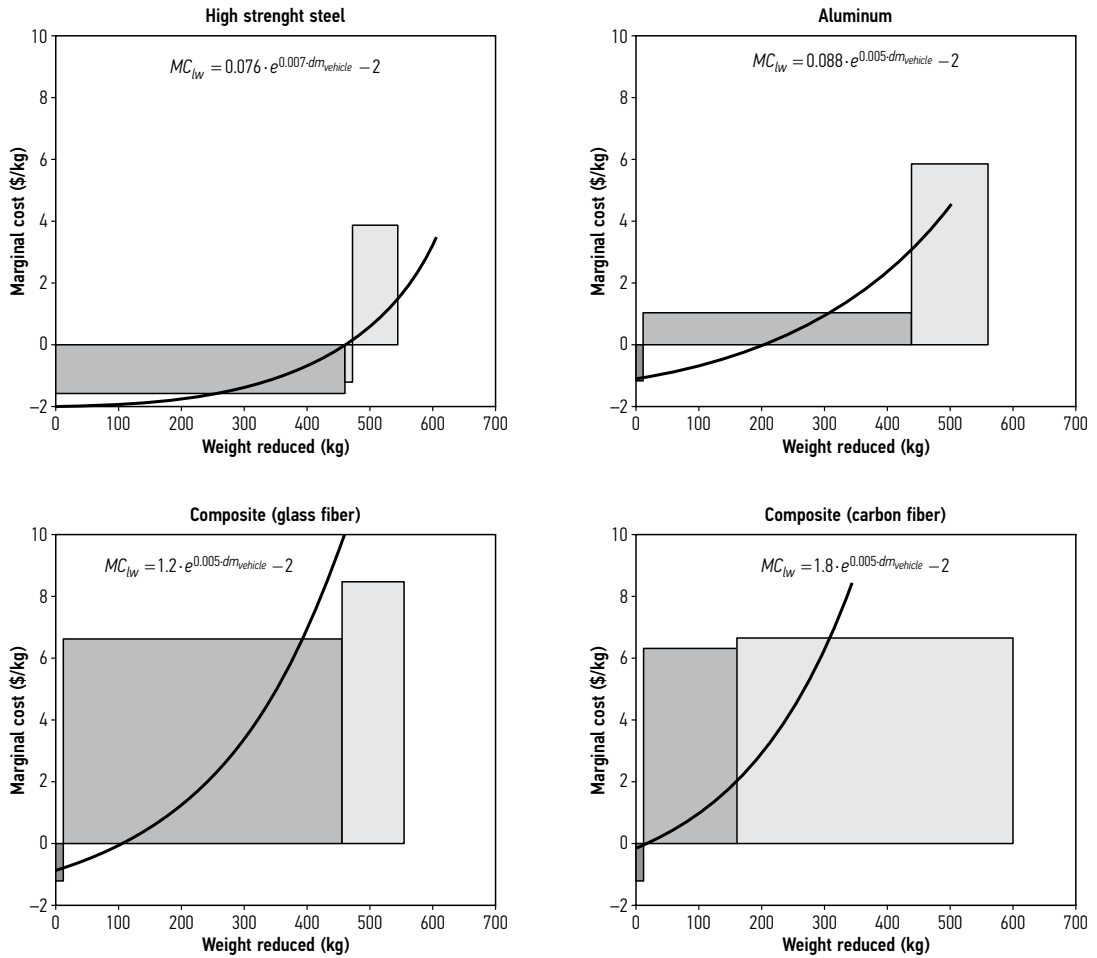 High strenght steel
MC_lw = 0.076·e^0.007·dm_vehicle −2
Marginal cost ($/kg)
10
8
6
4
2
0
−2
0 100 200 300 400 500 600 700
Weight reduced (kg)
Aluminum
MC_lw = 0.088·e^0.005·dm_vehicle −2
Marginal cost ($/kg)
10
8
6
4
2
0
−2
0 100 200 300 400 500 600 700
Weight reduced (kg)
Composite (glass fiber)
MC_lw = 1.2·e^0.005·dm_vehicle −2
Marginal cost ($/kg)
10
8
6
4
2
0
−2
0 100 200 300 400 500 600 700
Weight reduced (kg)
Composite (carbon fiber)
MC_lw = 1.8·e^0.005·dm_vehicle −2
Marginal cost ($/kg)
10
8
6
4
2
0
−2
0 100 200 300 400 500 600 700
Weight reduced (kg)